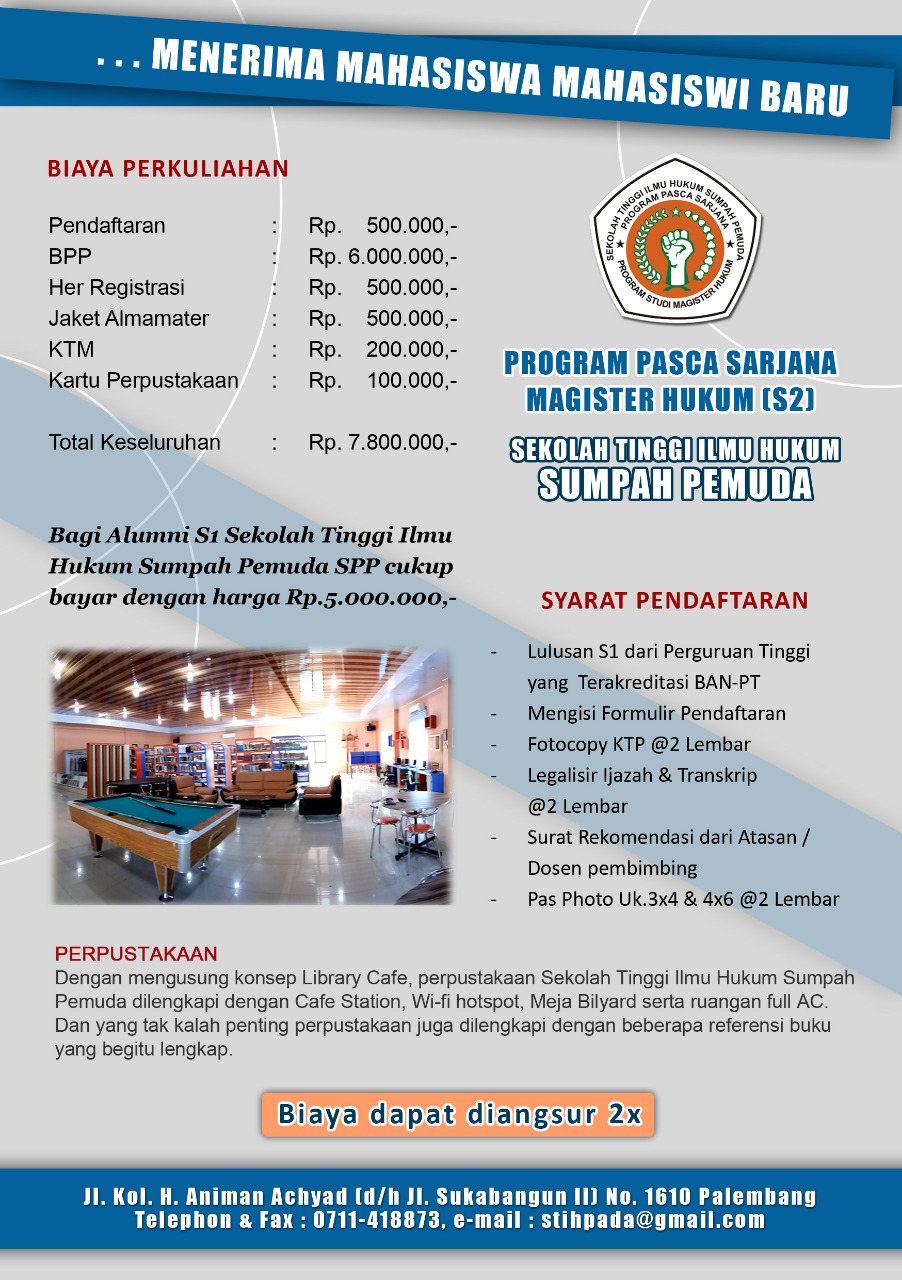 . . . MENERIMA MAHASISWA MAHASISWI BARU
BIAYA PERKULIAHAN
Pendaftaran : Rp. 500.000,-
BPP : Rp. 6.000.000,-
Her Registrasi : Rp. 500.000,-
Jaket Almamater : Rp. 500.000,-
KTM : Rp. 200.000,-
Kartu Perpustakaan : Rp. 100.000,-
Total Keseluruhan : Rp. 7.800.000,-
Bagi Alumni S1 Sekolah Tinggi Ilmu
Hukum Sumpah Pemuda SPP cukup
bayar dengan harga Rp.5.000.000,-
SEKOLAH TINGGI ILMU HUKUM SUMPAH PEMUDA
PROGRAM PASCA SARJANA
PROGRAM STUDI MAGISTER HUKUM
PROGRAM PASCA SARJANA
MAGISTER HUKUM (S2)
SEKOLAH TINGGI ILMU HUKUM
SUMPAH PEMUDA
SYARAT PENDAFTARAN
- Lulusan S1 dari Perguruan Tinggi
yang Terakreditasi BAN-PT
- Mengisi Formulir Pendaftaran
- Fotocopy KTP @2 Lembar
- Legalisir Ijazah & Transkrip
@2 Lembar
- Surat Rekomendasi dari Atasan /
Dosen pembimbing
- Pas Photo Uk.3x4 & 4x6 @2 Lembar
PERPUSTAKAAN
Dengan mengusung konsep Library Cafe, perpustakaan Sekolah Tinggi Ilmu Hukum Sumpah
Pemuda dilengkapi dengan Cafe Station, Wi-fi hotspot, Meja Bilyard serta ruangan full AC.
Dan yang tak kalah penting perpustakaan juga dilengkapi dengan beberapa referensi buku
yang begitu lengkap.
Biaya dapat diangsur 2x
Jl. Kol. H. Animan Achyad (d/h Jl. Sukabangun II) No. 1610 Palembang
Telephon & Fax : 0711-418873, e-mail : stihpada@gmail.com